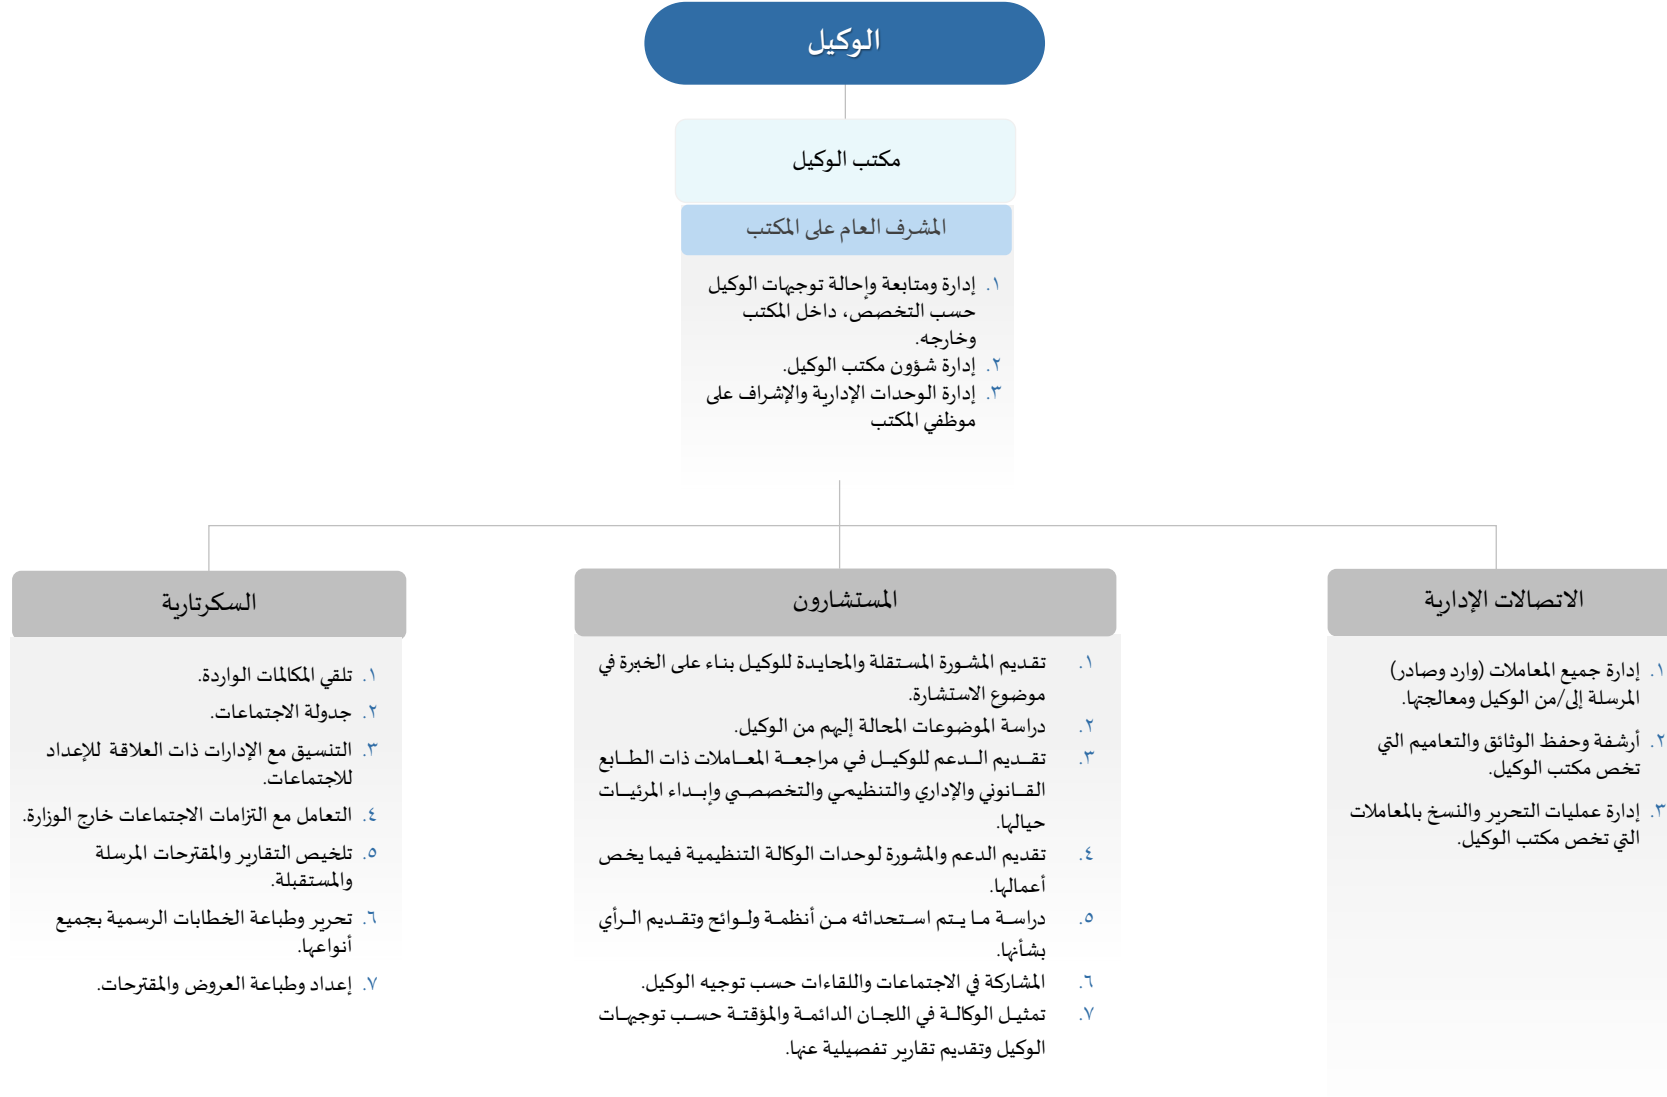 الوكيل
مكتب الوكيل
المشرف العام على المكتب
١. إدارة ومتابعة وإحالة توجيهات الوكيل
حسب التخصص، داخل المكتب
وخارجه.
٢. إدارة شؤون مكتب الوكيل.
٣. إدارة الوحدات الإدارية والإشراف على
موظفي المكتب
الاتصالات الإدارية
١. إدارة جميع المعاملات (وارد وصادر)
المرسلة إلى/من الوكيل ومعالجتها.
٢. أرشفة وحفظ الوثائق والتعاميم التي
تخص مكتب الوكيل.
٣. إدارة عمليات التحرير والنسخ بالمعاملات
التي تخص مكتب الوكيل.
المستشارون
١. تقديم المشورة المستقلة والمحايدة للوكيل بناء على الخبرة في
موضوع الاستشارة.
٢. دراسة الموضوعات المحالة إليهم من الوكيل.
٣. تقديم الدعم للوكيل في مراجعة المعاملات ذات الطابع
القانوني والإداري والتنظيمي والتخصصي وإبداء المرئيات
حيالها.
٤. تقديم الدعم والمشورة لوحدات الوكالة التنظيمية فيما يخص
أعمالها.
٥. دراسة ما يتم استحداثه من أنظمة ولوائح وتقديم الرأي
بشأنها.
٦. المشاركة في الاجتماعات واللقاءات حسب توجيه الوكيل.
٧. تمثيل الوكالة في اللجان الدائمة والمؤقتة حسب توجيهات
الوكيل وتقديم تقارير تفصيلية عنها.
السكرتارية
١. تلقي المكالمات الواردة.
٢. جدولة الاجتماعات.
٣. التنسيق مع الإدارات ذات العلاقة للإعداد
للاجتماعات.
٤. التعامل مع التزامات الاجتماعات خارج الوزارة.
٥. تلخيص التقارير والمقترحات المرسلة
والمستقبلة.
٦. تحرير وطباعة الخطابات الرسمية بجميع
أنواعها.
٧. إعداد وطباعة العروض والمقترحات.